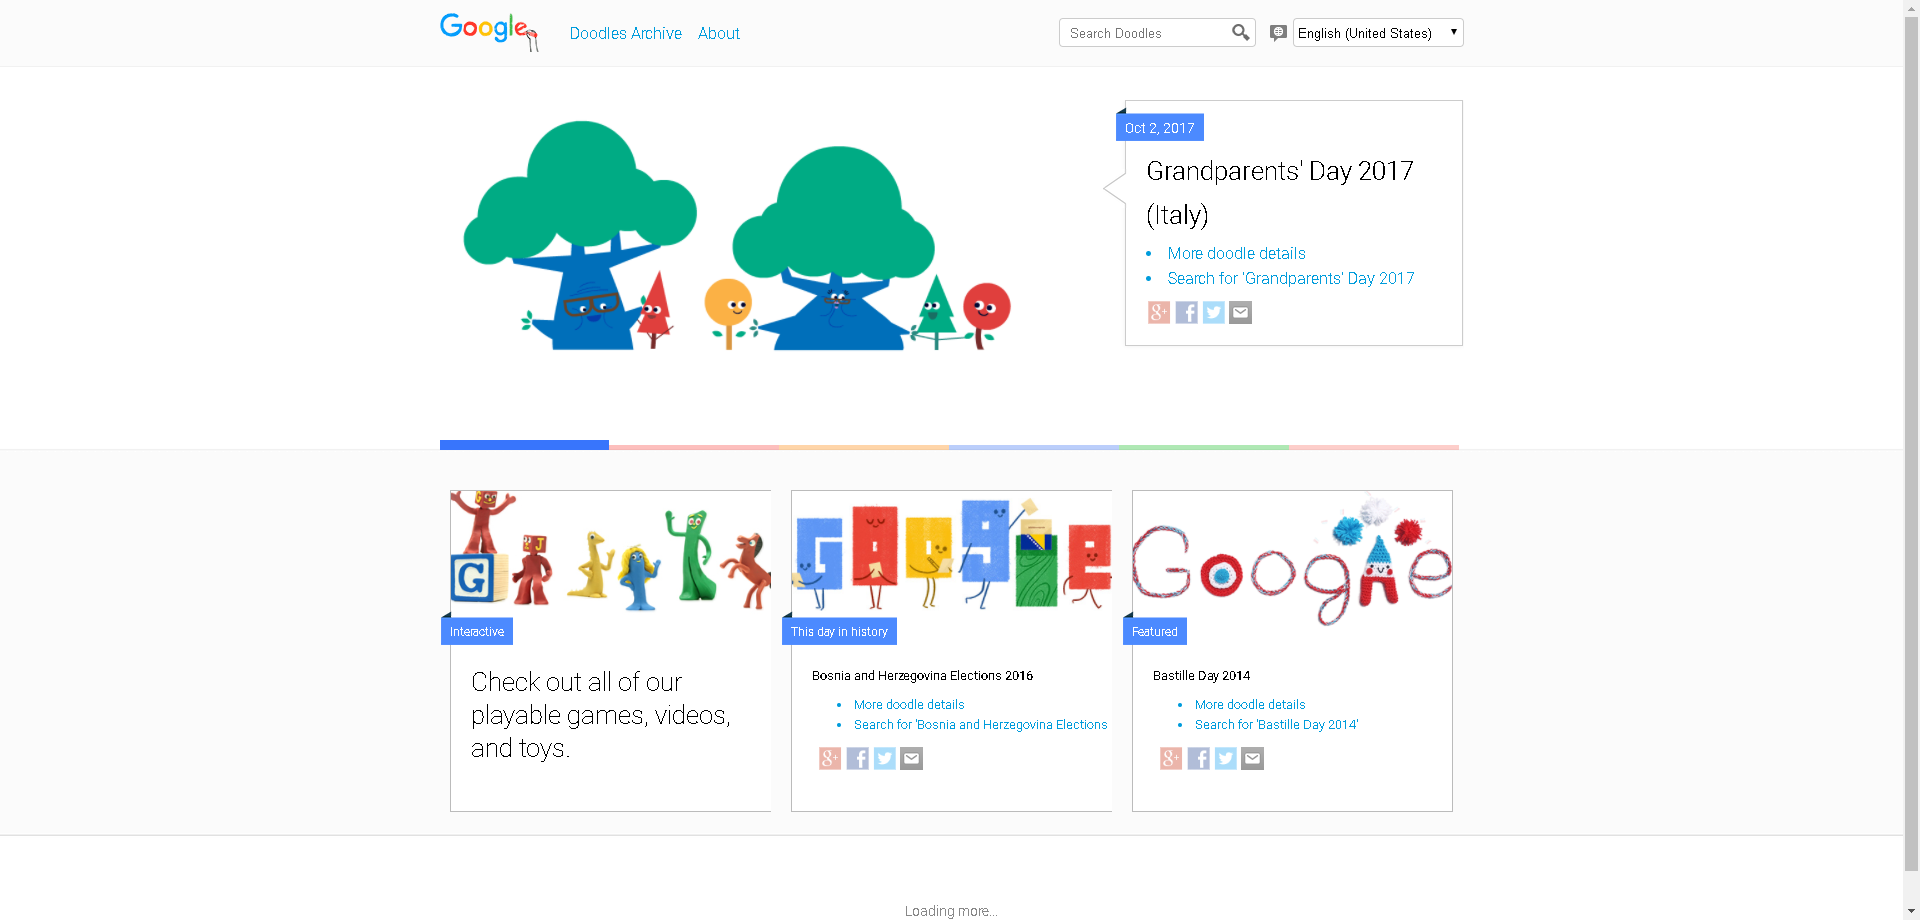 Google
Doodles Archive
About
Search Doodles
English (United States)
Oct 2, 2017
Grandparents' Day 2017
(Italy)
More doodle details
Search for 'Grandparents' Day 2017
g+ f
G
J
Interactive
Check out all of our
playable games, videos,
and toys.
Google
This day in history
Bosnia and Herzegovina Elections 2016
More doodle details
Search for 'Bosnia and Herzegovina Elections
g+ f
Google
Featured
Bastille Day 2014
More doodle details
Search for 'Bastille Day 2014'
g+ f
Loading more...